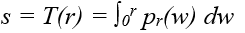 s = T(r) = ∫₀ʳ pᵣ(w) dw